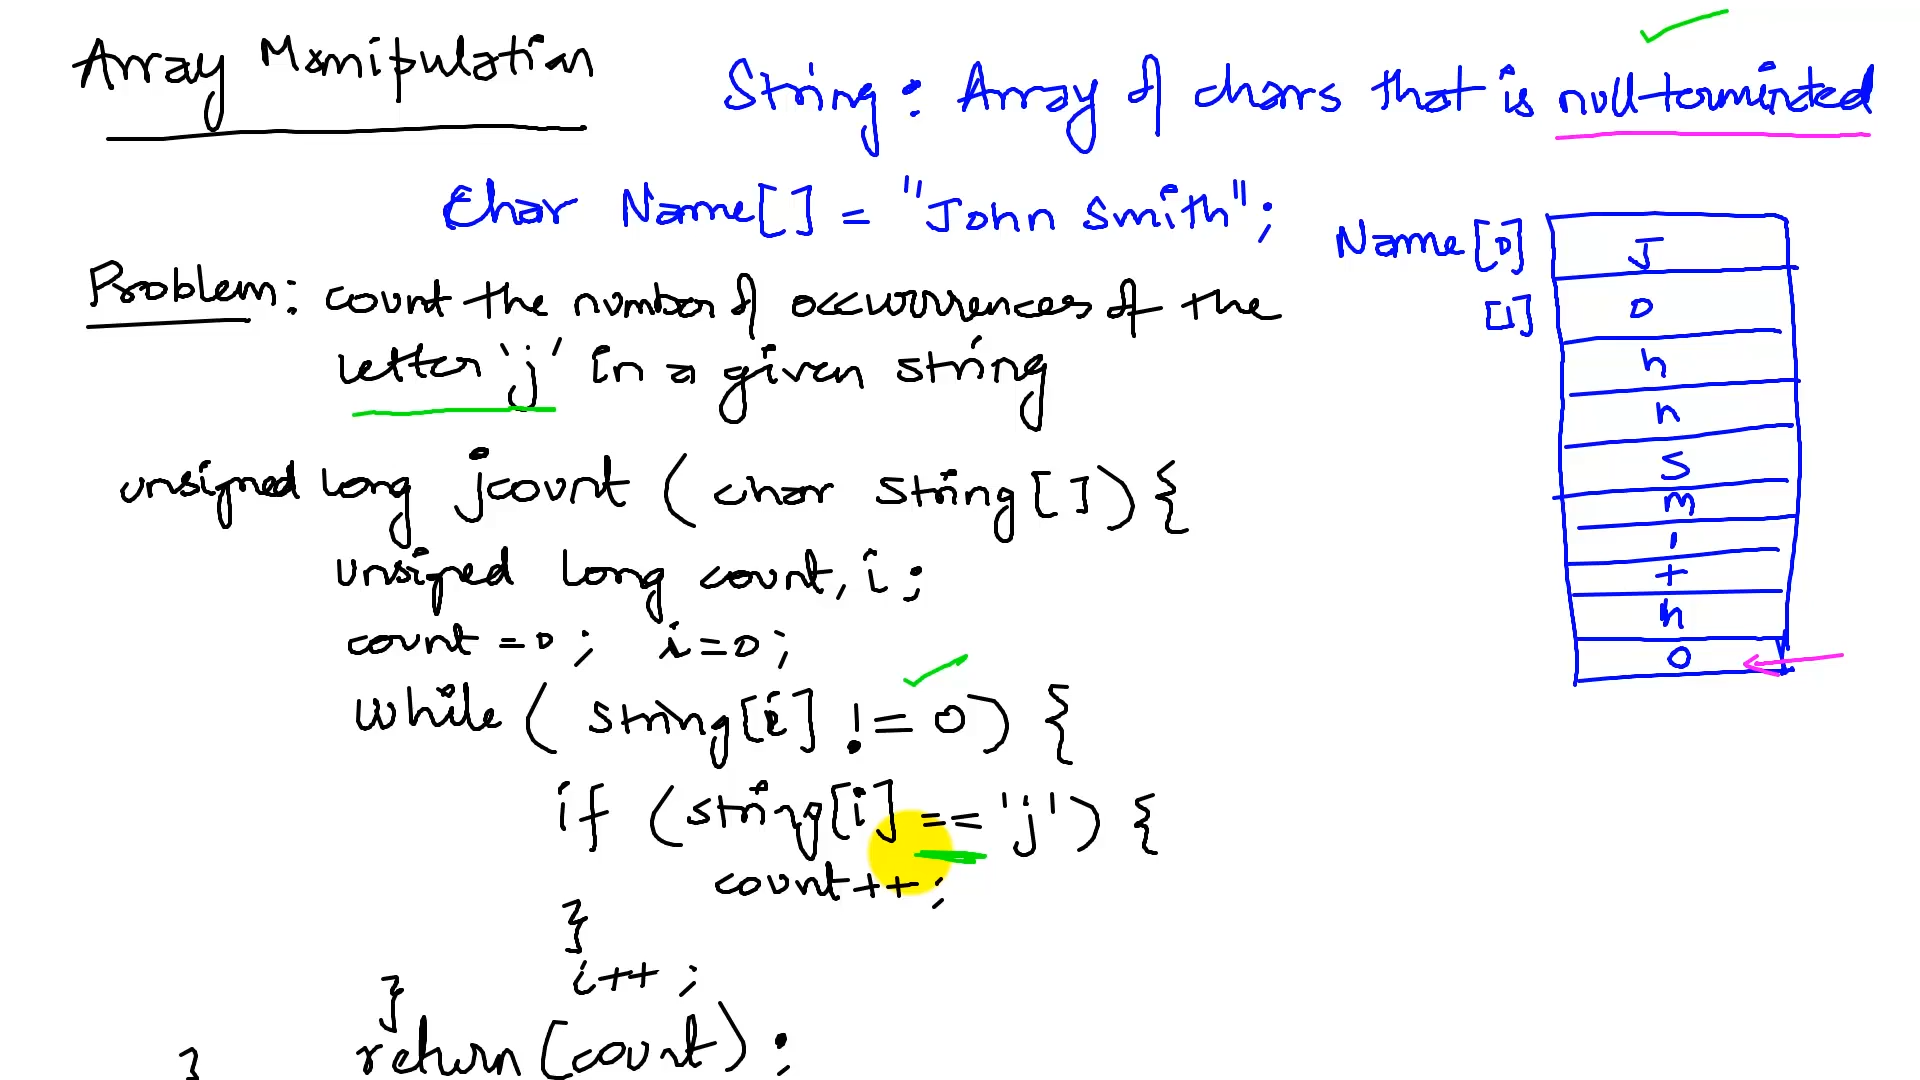 Array Manipulation
String: Array of chars that is null-terminted
Char Name[] = "John Smith";
Problem: count the number of occurrences of the
letter 'j' in a given string
unsigned long jcount (char string[]){
unsigned long count, i;
count = 0; i = 0;
while (string[i] != 0) {
if (string[i] == 'j') {
count++;
}
i++;
}
return (count);
}
Name[0] J
[1] o
h
n
S
m
i
t
h
0